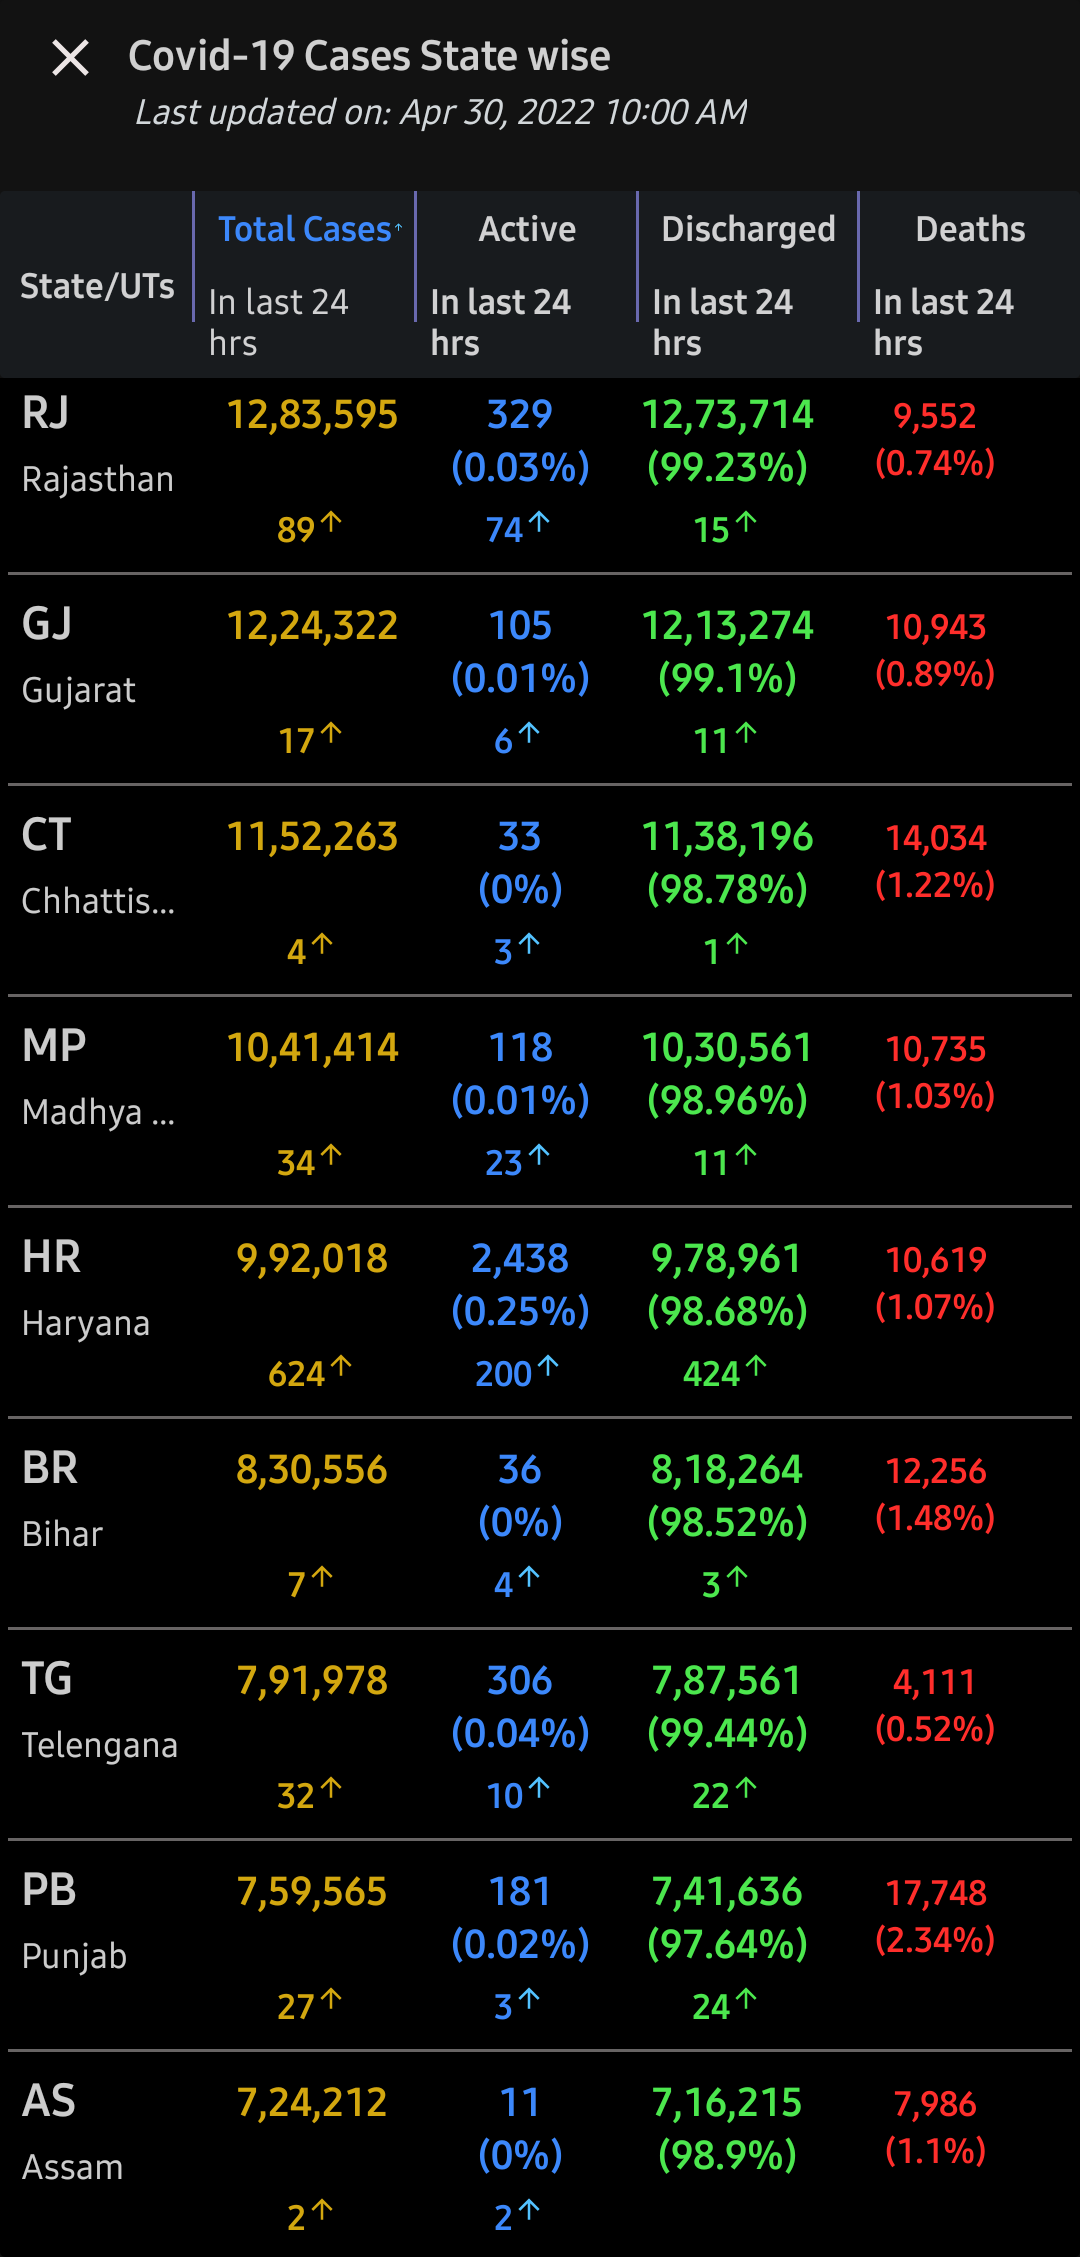 Covid-19 Cases State wise
Last updated on: Apr 30, 2022 10:00 AM
State/UTs
Total Cases↑ Active Discharged Deaths
In last 24 hrs In last 24 hrs In last 24 hrs In last 24 hrs
RJ 12,83,595 329 12,73,714 9,552
Rajasthan (0.03%) (99.23%) (0.74%)
89↑ 74↑ 15↑
GJ 12,24,322 105 12,13,274 10,943
Gujarat (0.01%) (99.1%) (0.89%)
17↑ 6↑ 11↑
CT 11,52,263 33 11,38,196 14,034
Chhattis... (0%) (98.78%) (1.22%)
4↑ 3↑ 1↑
MP 10,41,414 118 10,30,561 10,735
Madhya ... (0.01%) (98.96%) (1.03%)
34↑ 23↑ 11↑
HR 9,92,018 2,438 9,78,961 10,619
Haryana (0.25%) (98.68%) (1.07%)
624↑ 200↑ 424↑
BR 8,30,556 36 8,18,264 12,256
Bihar (0%) (98.52%) (1.48%)
7↑ 4↑ 3↑
TG 7,91,978 306 7,87,561 4,111
Telengana (0.04%) (99.44%) (0.52%)
32↑ 10↑ 22↑
PB 7,59,565 181 7,41,636 17,748
Punjab (0.02%) (97.64%) (2.34%)
27↑ 3↑ 24↑
AS 7,24,212 11 7,16,215 7,986
Assam (0%) (98.9%) (1.1%)
2↑ 2↑